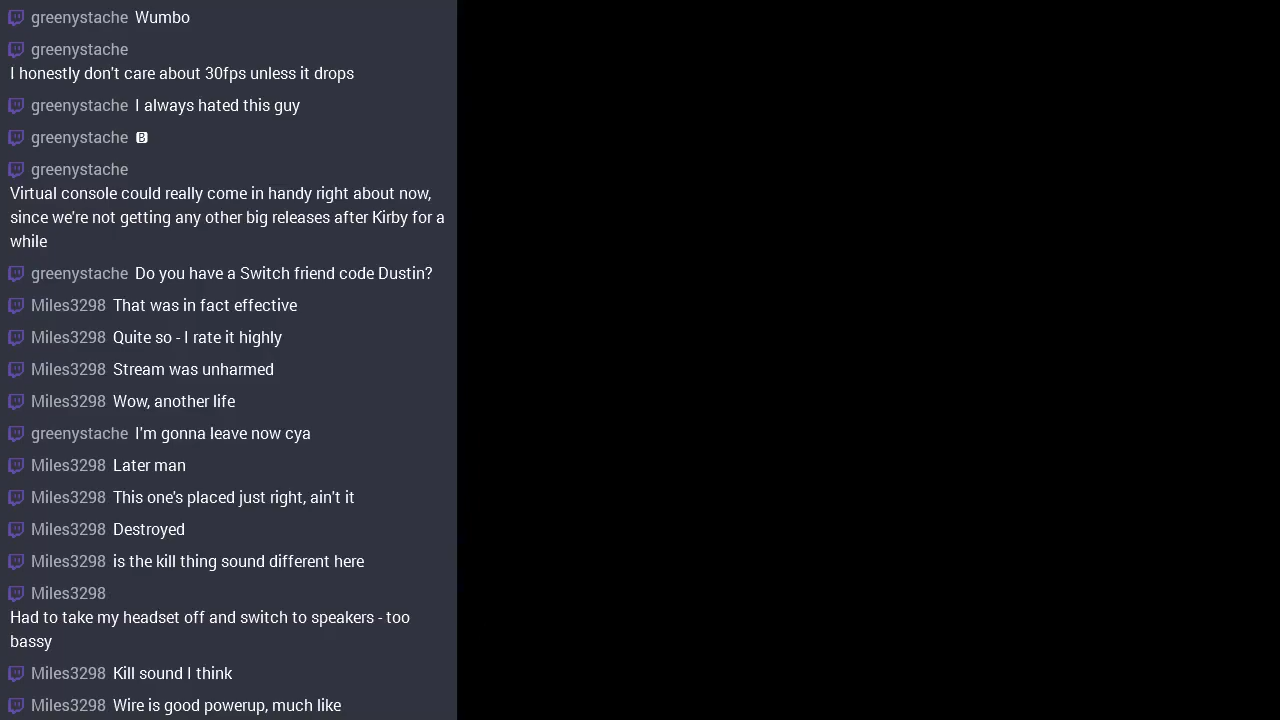 greenystache Wumbo
greenystache
I honestly don't care about 30fps unless it drops
greenystache I always hated this guy
greenystache B
greenystache
Virtual console could really come in handy right about now,
since we're not getting any other big releases after Kirby for a
while
greenystache Do you have a Switch friend code Dustin?
Miles3298 That was in fact effective
Miles3298 Quite so - I rate it highly
Miles3298 Stream was unharmed
Miles3298 Wow, another life
greenystache I'm gonna leave now cya
Miles3298 Later man
Miles3298 This one's placed just right, ain't it
Miles3298 Destroyed
Miles3298 is the kill thing sound different here
Miles3298
Had to take my headset off and switch to speakers - too
bassy
Miles3298 Kill sound I think
Miles3298 Wire is good powerup, much like